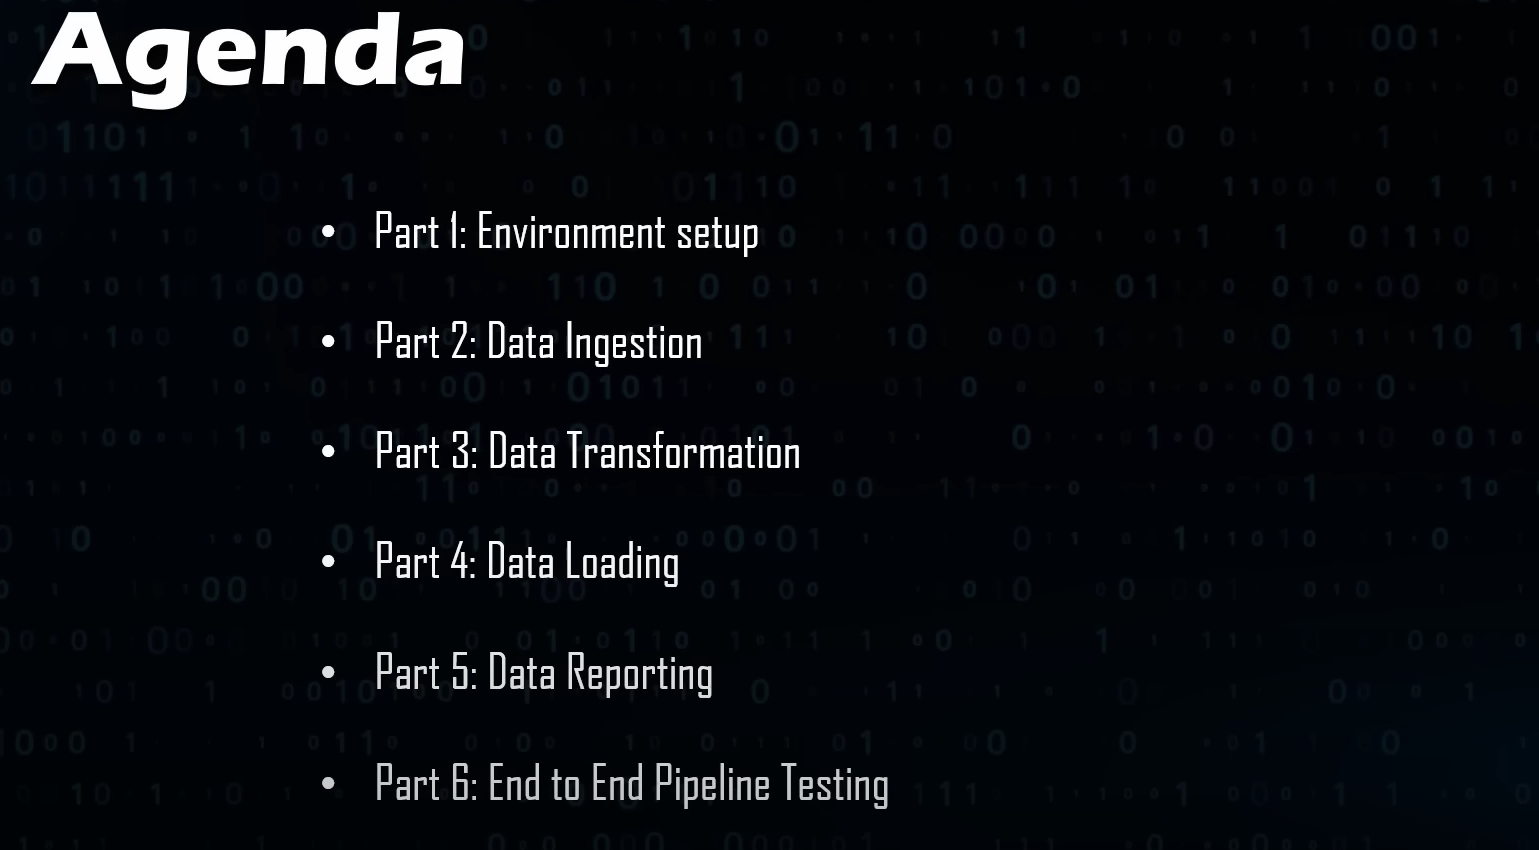 Agenda
• Part 1: Environment setup
• Part 2: Data Ingestion
• Part 3: Data Transformation
• Part 4: Data Loading
• Part 5: Data Reporting
• Part 6: End to End Pipeline Testing